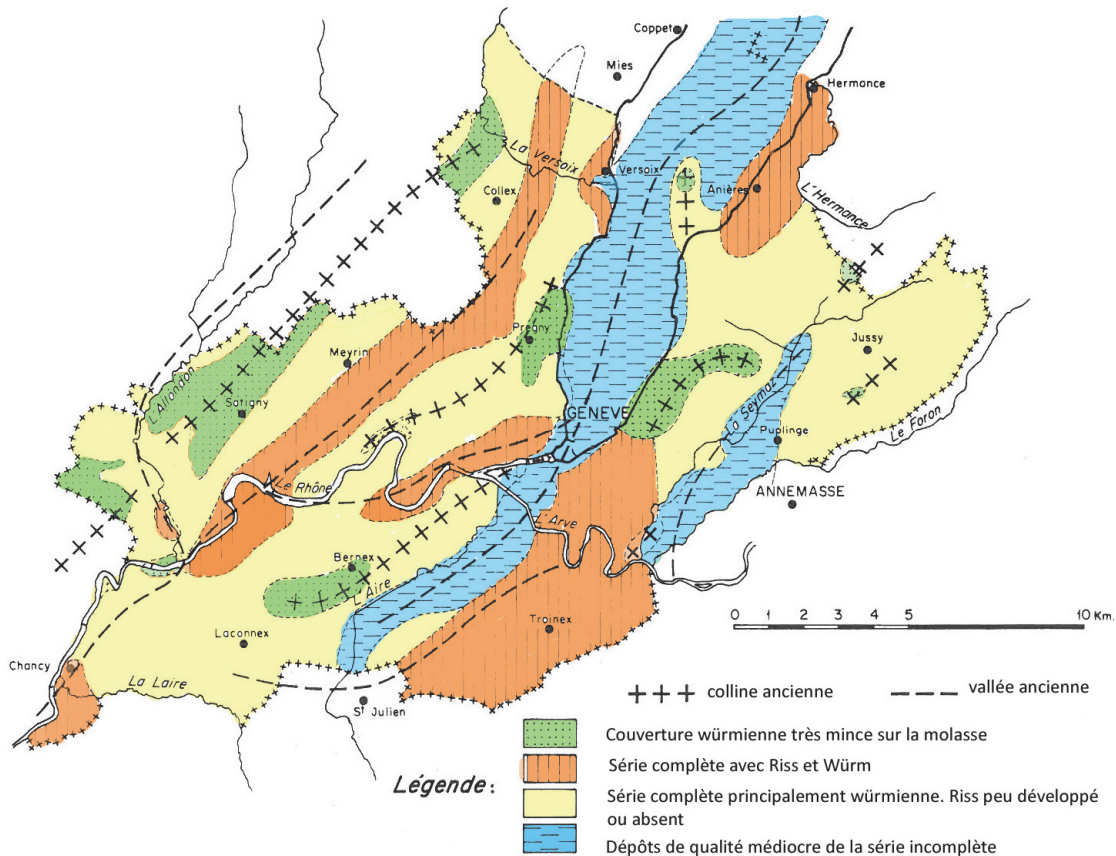 Coppet
Mies
Hermance
La Versoix
Versoix
Collex
Anières
L'Hermance
Allondon
Meyrin
Pregny
Jussy
Satigny
GENÈVE
La Seymaz
Puplinge
Le Foron
Le Rhône
ANNEMASSE
L'Arve
Bernex
L'Aire
Troinex
Laconnex
Chancy
La Laire
St Julien
0 1 2 3 4 5 10 Km.
colline ancienne
vallée ancienne
Légende :
Couverture würmienne très mince sur la molasse
Série complète avec Riss et Würm
Série complète principalement würmienne. Riss peu développé
ou absent
Dépôts de qualité médiocre de la série incomplète